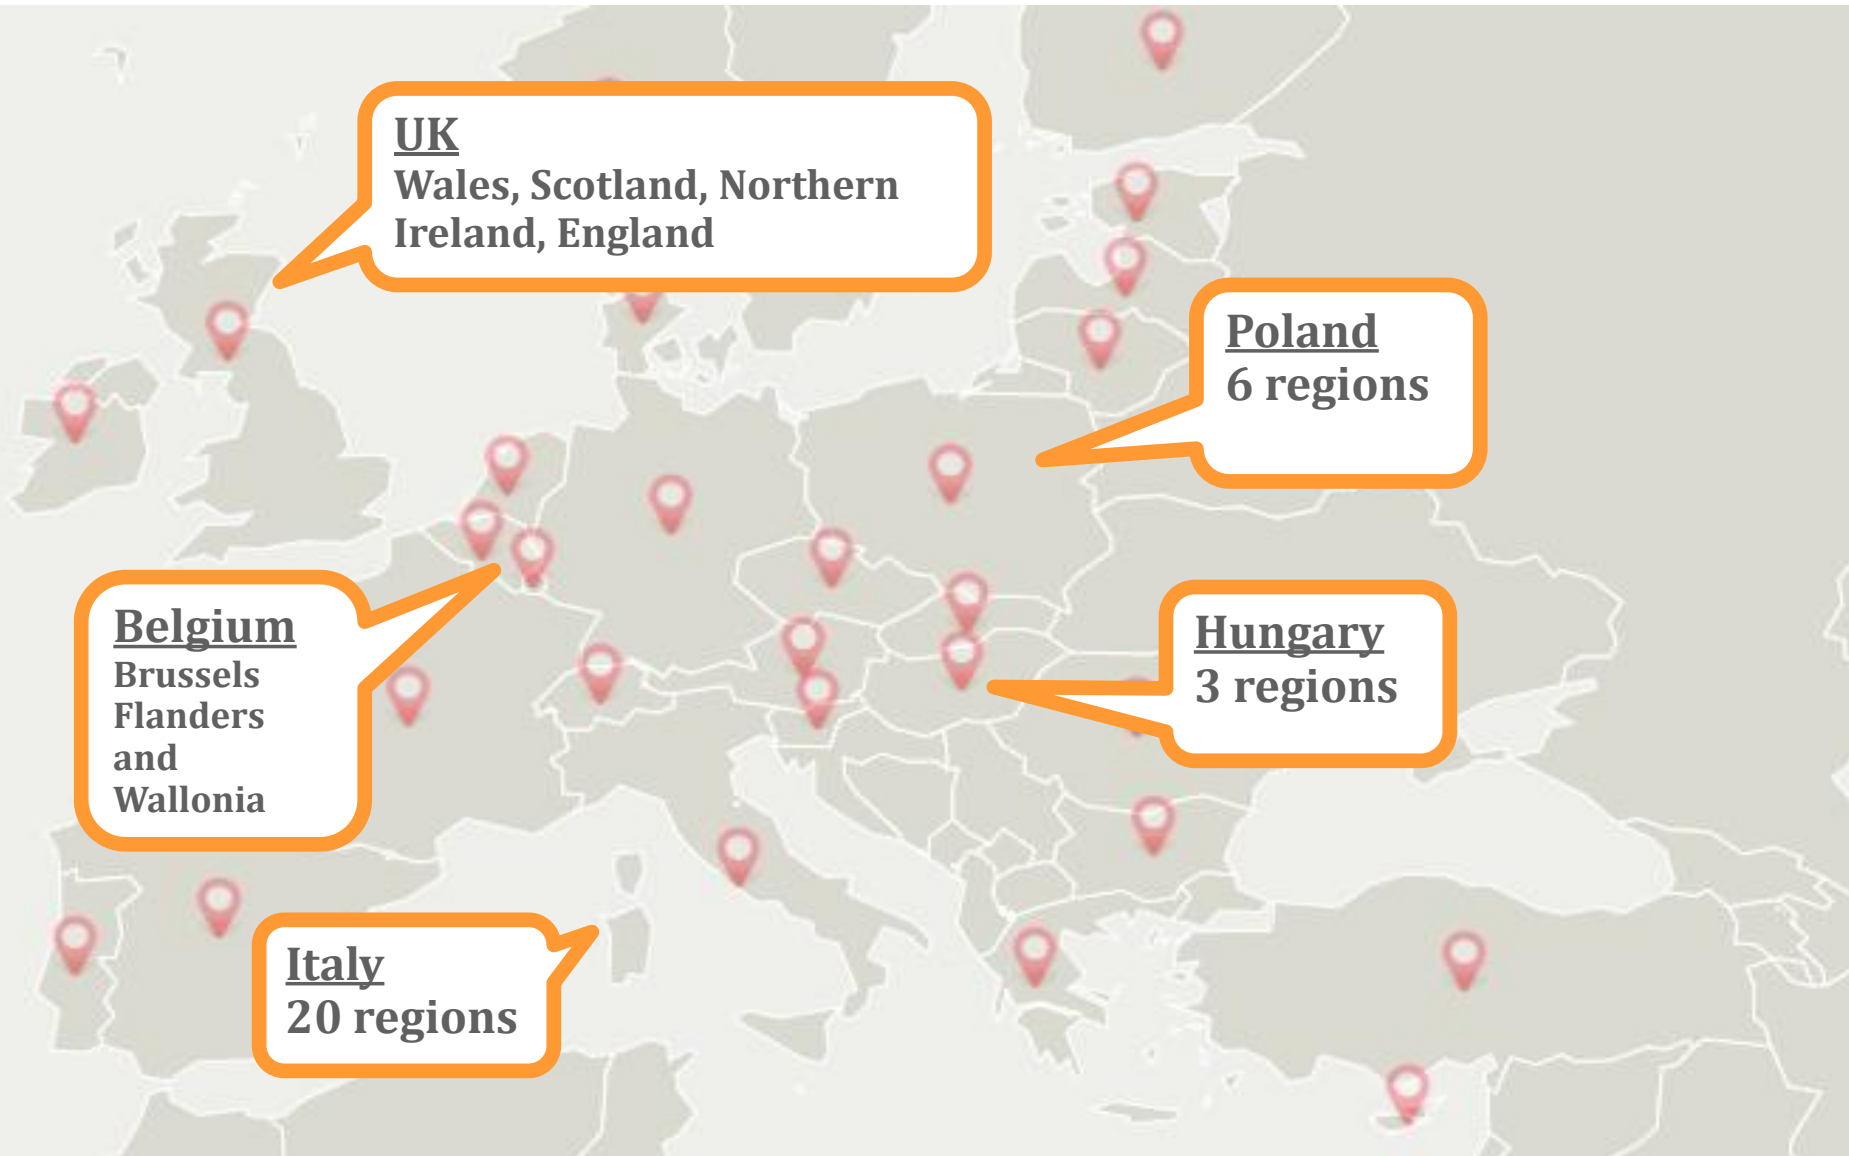 UK
Wales, Scotland, Northern
Ireland, England
Poland
6 regions
Belgium
Brussels
Flanders
and
Wallonia
Hungary
3 regions
Italy
20 regions